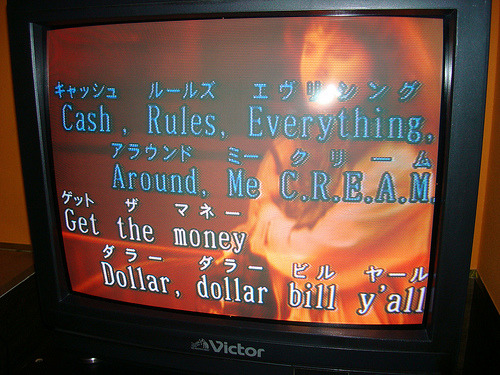 キャッシュ ルールズ エヴリシング
Cash, Rules, Everything,
アラウンド ミー クリーム
Around, Me C.R.E.A.M.
ゲット ザ マネー
Get the money
ダラー ダラー ビル ヤール
Dollar, dollar bill y'all
Victor